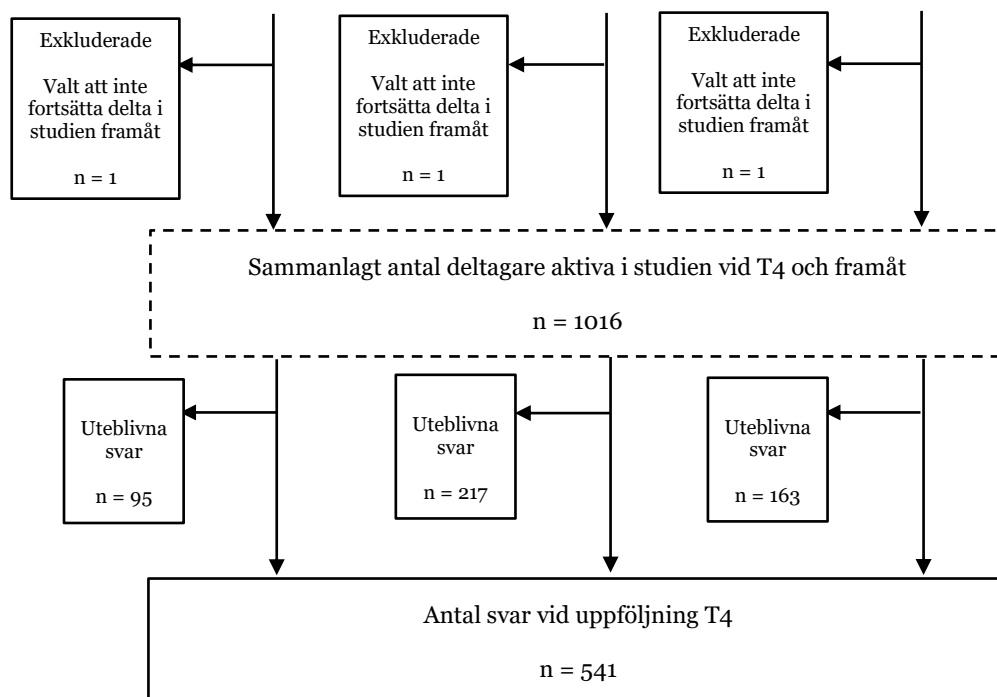 Exkluderade
Valt att inte
fortsätta delta i
studien framåt
n = 1
Exkluderade
Valt att inte
fortsätta delta i
studien framåt
n = 1
Exkluderade
Valt att inte
fortsätta delta i
studien framåt
n = 1
Sammanlagt antal deltagare aktiva i studien vid T4 och framåt
n = 1016
Uteblivna
svar
n = 95
Uteblivna
svar
n = 217
Uteblivna
svar
n = 163
Antal svar vid uppföljning T4
n = 541